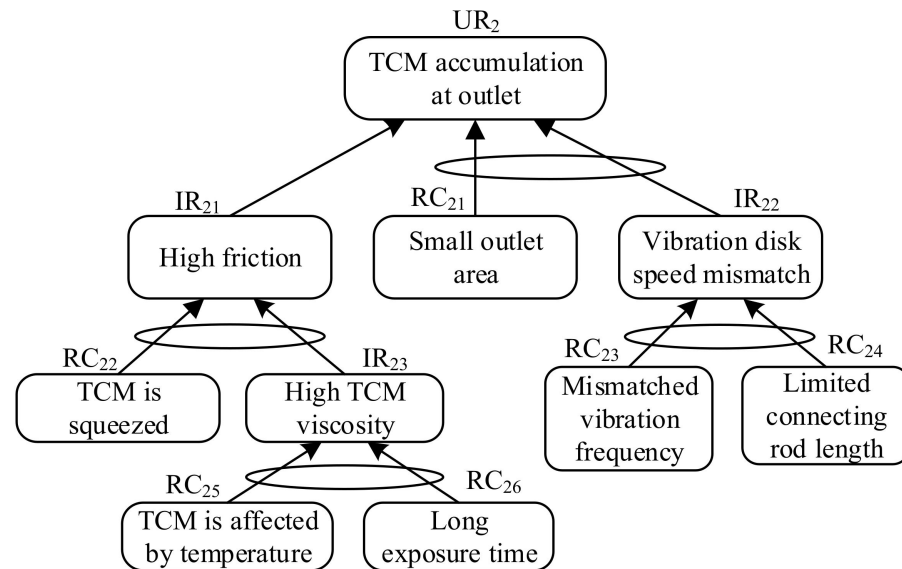 UR₂
TCM accumulation
at outlet
IR₂₁
High friction
RC₂₁
Small outlet
area
IR₂₂
Vibration disk
speed mismatch
RC₂₂
TCM is
squeezed
IR₂₃
High TCM
viscosity
RC₂₃
Mismatched
vibration
frequency
RC₂₄
Limited
connecting
rod length
RC₂₅
TCM is affected
by temperature
RC₂₆
Long
exposure time